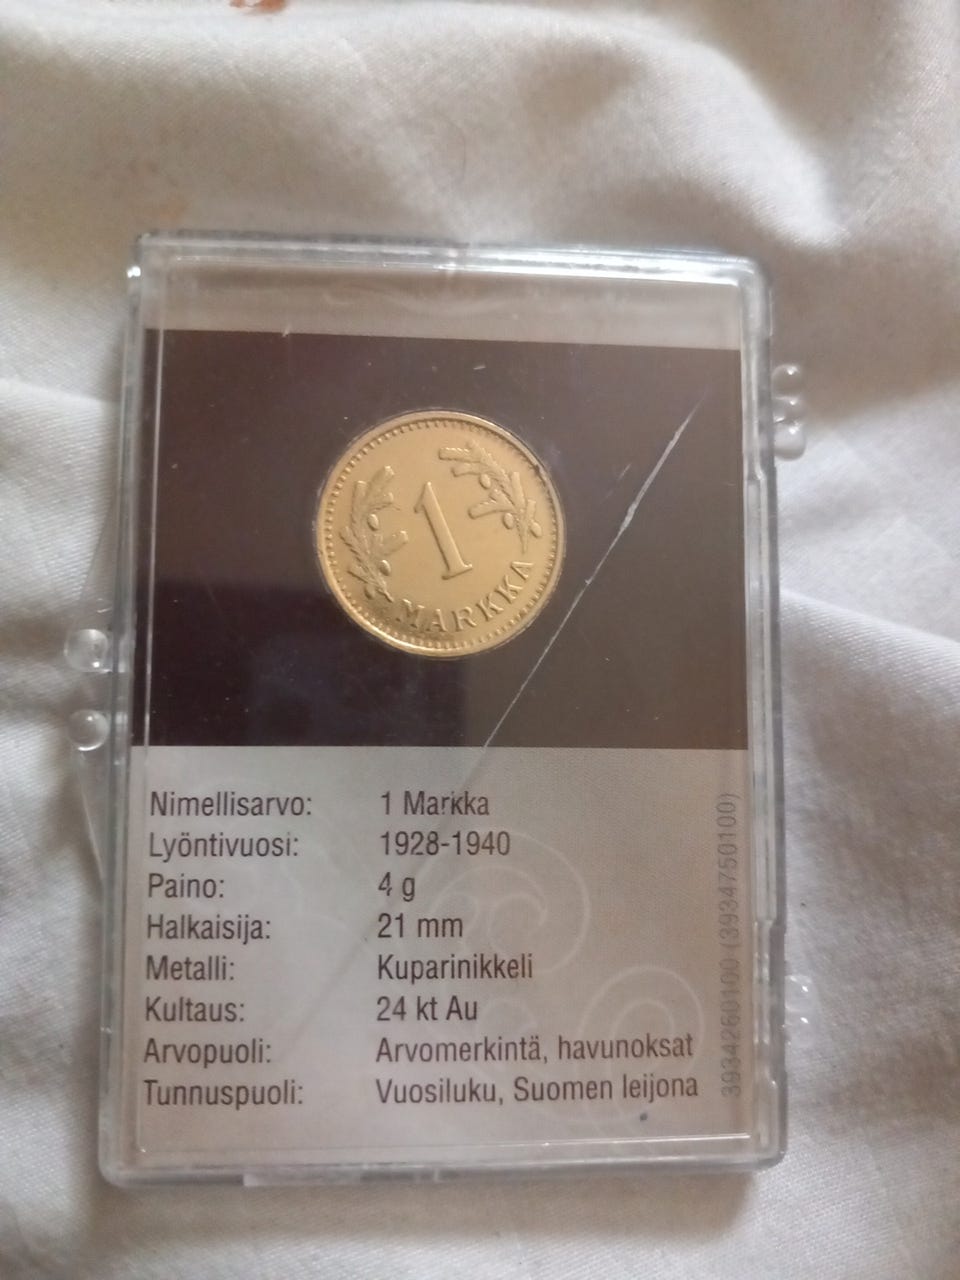 1
MARKKA
Nimellisarvo: 1 Markka
Lyöntivuosi: 1928-1940
Paino: 4 g
Halkaisija: 21 mm
Metalli: Kuparinikkeli
Kultaus: 24 kt Au
Arvopuoli: Arvomerkintä, havunoksat
Tunnuspuoli: Vuosiluku, Suomen leijona
3934260100 (3934750100)